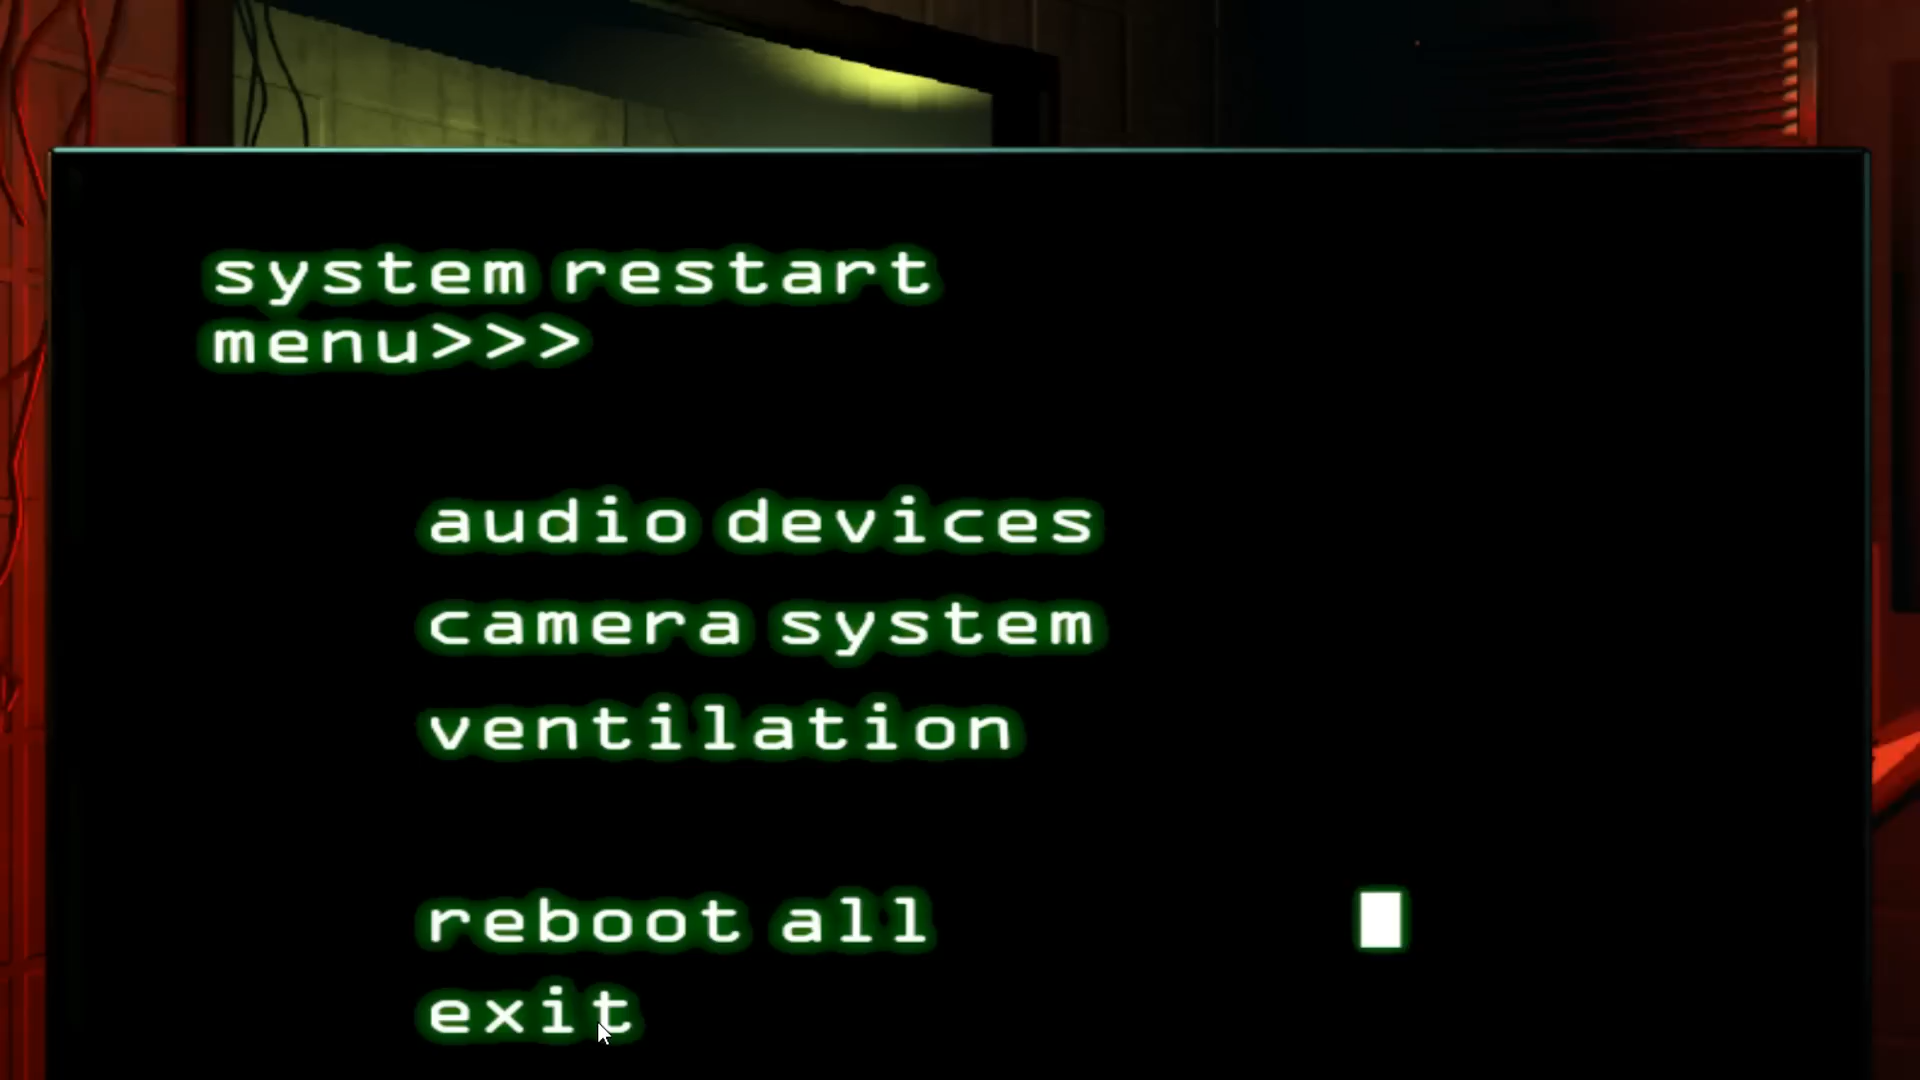 system restart
menu>>>
audio devices
camera system
ventilation
reboot all
exit